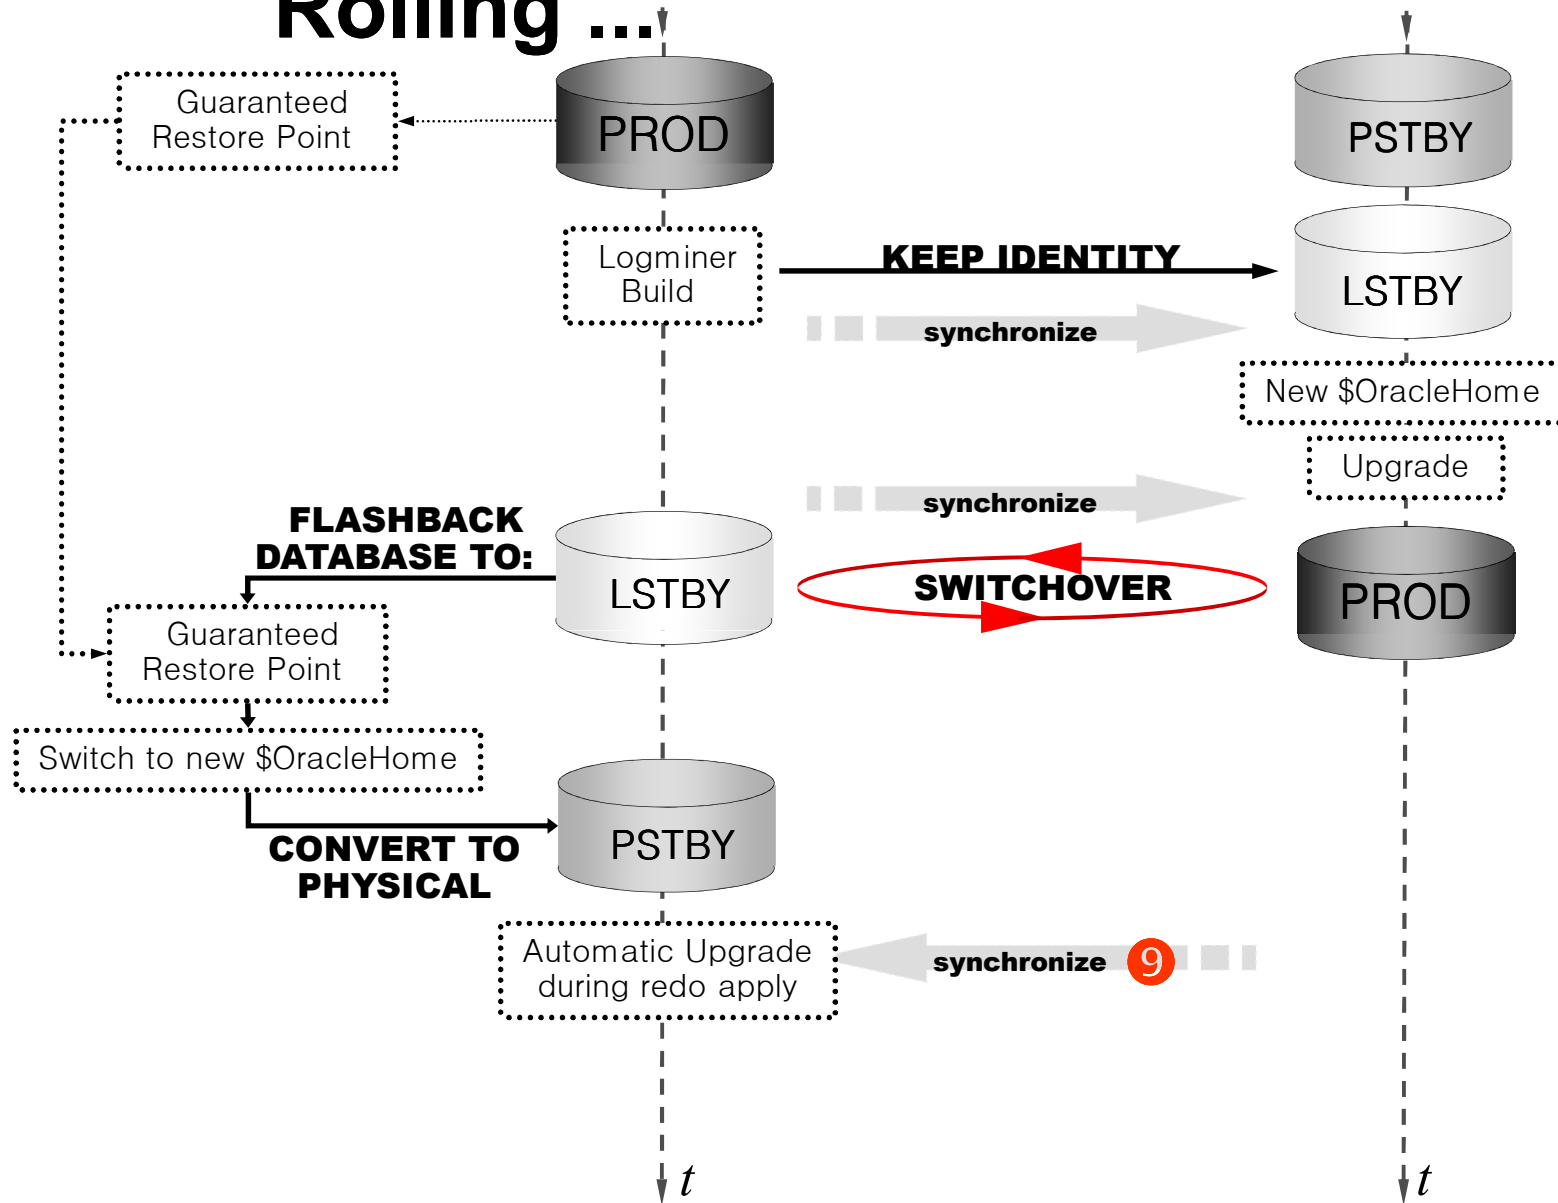 Rolling ...
Guaranteed
Restore Point
PROD
PSTBY
Logminer
Build
KEEP IDENTITY
LSTBY
synchronize
New $OracleHome
Upgrade
synchronize
FLASHBACK
DATABASE TO:
LSTBY
SWITCHOVER
PROD
Guaranteed
Restore Point
Switch to new $OracleHome
PSTBY
CONVERT TO
PHYSICAL
Automatic Upgrade
during redo apply
synchronize
9
t
t